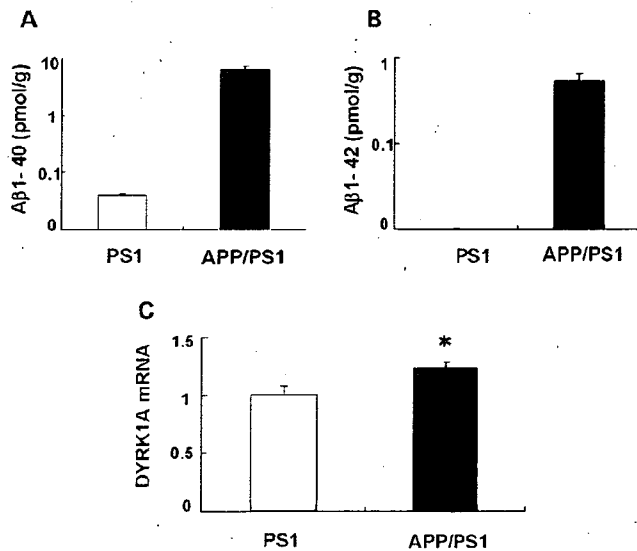 A
Aβ1- 40 (pmol/g)
10
1
0.1
0
PS1
APP/PS1
B
Aβ1- 42 (pmol/g)
1
0.1
0
PS1
APP/PS1
C
DYRK1A mRNA
1.5
1
0.5
0
*
PS1
APP/PS1